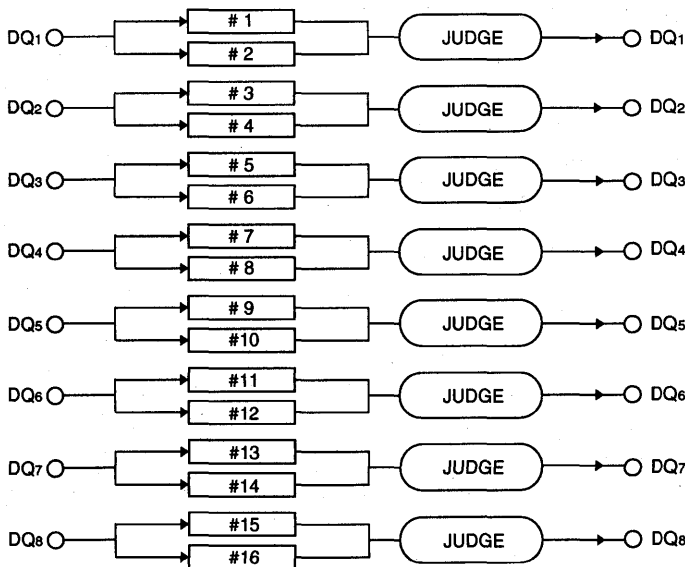 # 1
DQ1 JUDGE DQ1
# 2
# 3
DQ2 JUDGE DQ2
# 4
# 5
DQ3 JUDGE DQ3
# 6
# 7
DQ4 JUDGE DQ4
# 8
# 9
DQ5 JUDGE DQ5
#10
#11
DQ6 JUDGE DQ6
#12
#13
DQ7 JUDGE DQ7
#14
#15
DQ8 JUDGE DQ8
#16